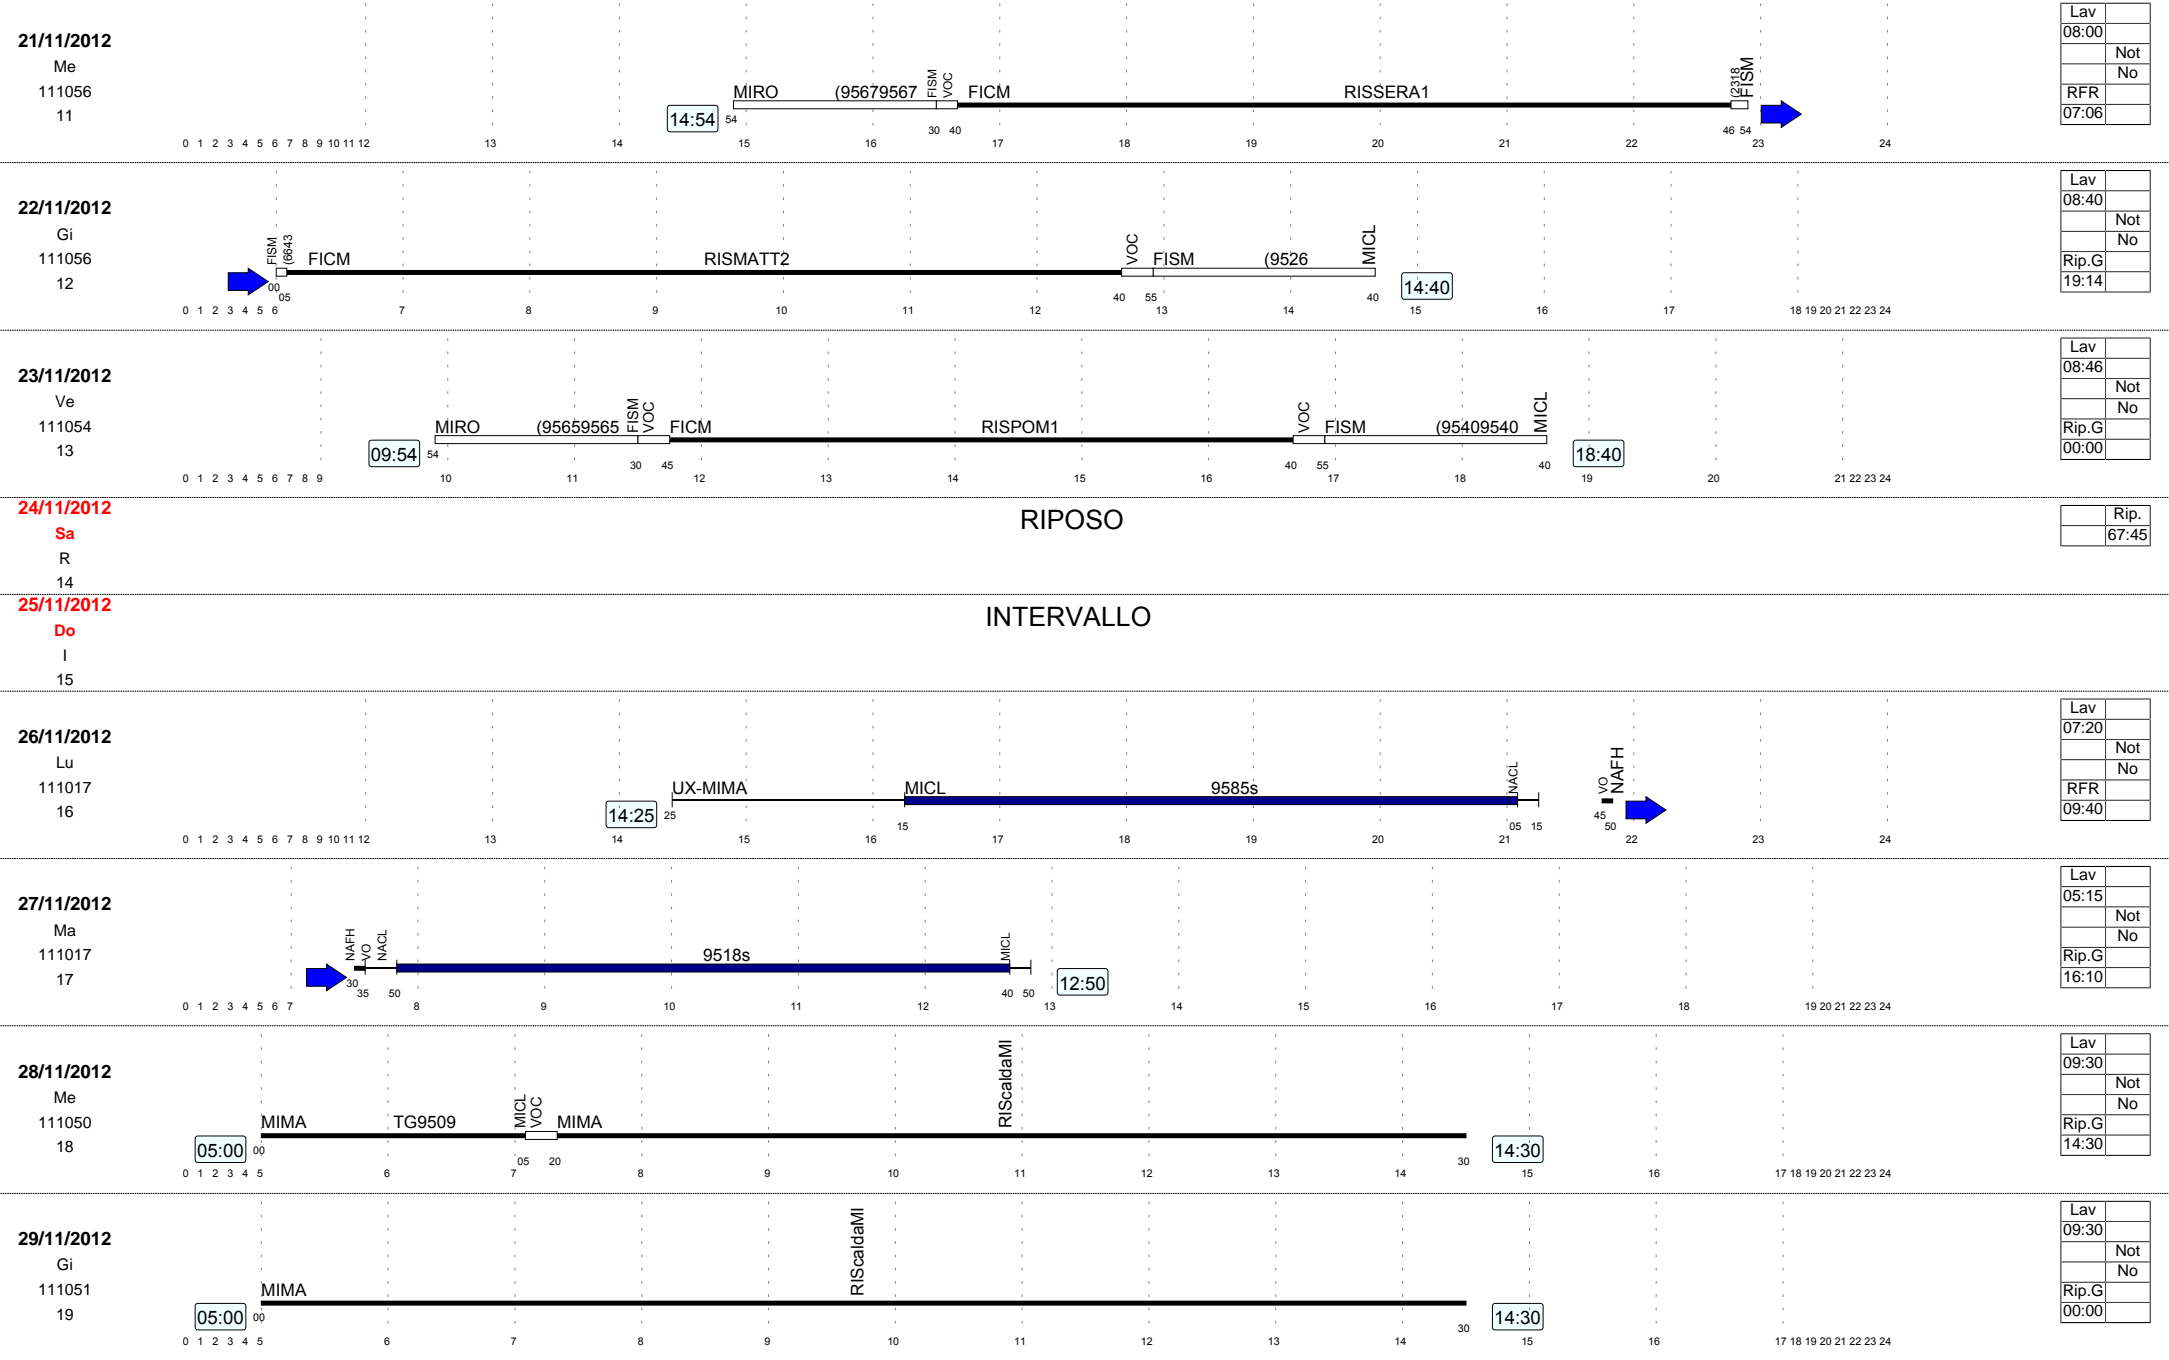 21/11/2012
Me
111056
11
14:54
54
MIRO
(95679567
FISM
VOC
FICM
RISSERA1
(2318
FISM
30 40
46 54
0 1 2 3 4 5 6 7 8 9 10 11 12 13 14 15 16 17 18 19 20 21 22 23 24
Lav
08:00
Not
No
RFR
07:06
22/11/2012
Gi
111056
12
FISM
(6643
FICM
RISMATT2
VOC
FISM
(9526
MICL
00
05
40 55
40
14:40
0 1 2 3 4 5 6 7 8 9 10 11 12 13 14 15 16 17 18 19 20 21 22 23 24
Lav
08:40
Not
No
Rip.G
19:14
23/11/2012
Ve
111054
13
09:54
54
MIRO
(95659565
FISM
VOC
FICM
RISPOM1
VOC
FISM
(95409540
MICL
30 45
40 55
40
18:40
0 1 2 3 4 5 6 7 8 9 10 11 12 13 14 15 16 17 18 19 20 21 22 23 24
Lav
08:46
Not
No
Rip.G
00:00
24/11/2012
Sa
R
14
RIPOSO
Rip.
67:45
25/11/2012
Do
I
15
INTERVALLO
26/11/2012
Lu
111017
16
14:25
25
UX-MIMA
MICL
9585s
NACL
VO
NAFH
15
05 15
45
50
0 1 2 3 4 5 6 7 8 9 10 11 12 13 14 15 16 17 18 19 20 21 22 23 24
Lav
07:20
Not
No
RFR
09:40
27/11/2012
Ma
111017
17
NAFH
VO
NACL
9518s
MICL
30
35
50
40 50
12:50
0 1 2 3 4 5 6 7 8 9 10 11 12 13 14 15 16 17 18 19 20 21 22 23 24
Lav
05:15
Not
No
Rip.G
16:10
28/11/2012
Me
111050
18
05:00
00
MIMA
TG9509
MICL
VOC
MIMA
RIScaldaMI
05 20
30
14:30
0 1 2 3 4 5 6 7 8 9 10 11 12 13 14 15 16 17 18 19 20 21 22 23 24
Lav
09:30
Not
No
Rip.G
14:30
29/11/2012
Gi
111051
19
05:00
00
MIMA
RIScaldaMI
30
14:30
0 1 2 3 4 5 6 7 8 9 10 11 12 13 14 15 16 17 18 19 20 21 22 23 24
Lav
09:30
Not
No
Rip.G
00:00